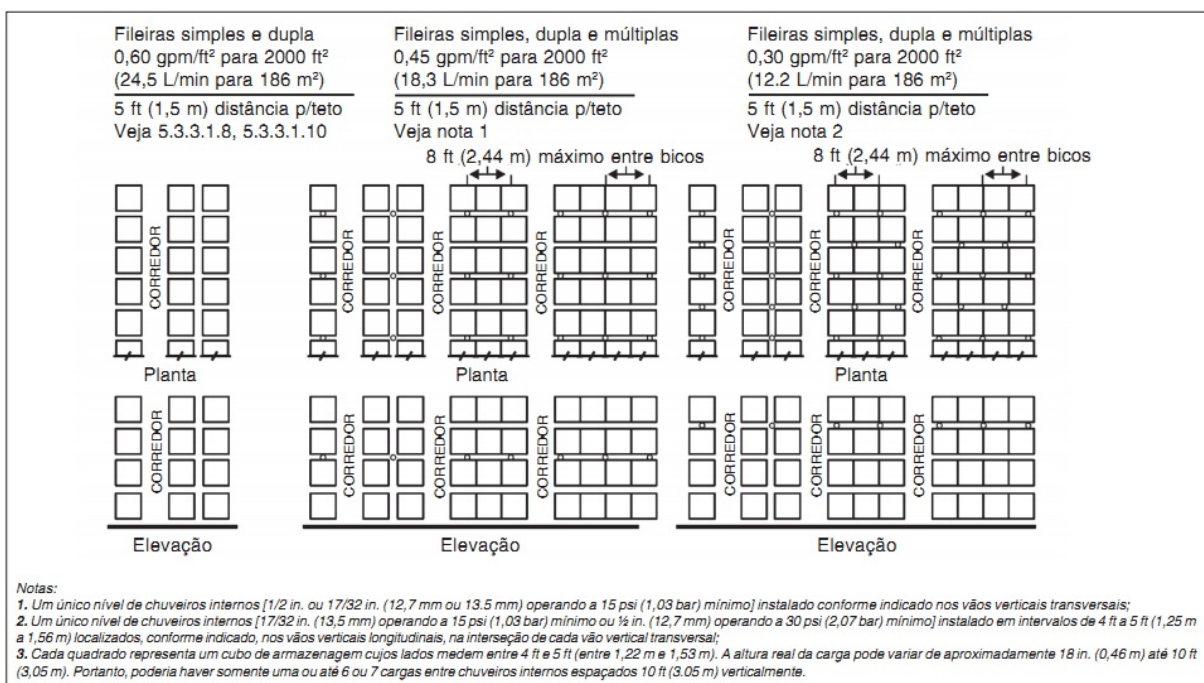 Fileiras simples e dupla
0,60 gpm/ft² para 2000 ft²
(24,5 L/min para 186 m²)
5 ft (1,5 m) distância p/teto
Veja 5.3.3.1.8, 5.3.3.1.10
Fileiras simples, dupla e múltiplas
0,45 gpm/ft² para 2000 ft²
(18,3 L/min para 186 m²)
5 ft (1,5 m) distância p/teto
Veja nota 1
8 ft (2,44 m) máximo entre bicos
Fileiras simples, dupla e múltiplas
0,30 gpm/ft² para 2000 ft²
(12.2 L/min para 186 m²)
5 ft (1,5 m) distância p/teto
Veja nota 2
8 ft (2,44 m) máximo entre bicos
CORREDOR
CORREDOR
CORREDOR
CORREDOR
CORREDOR
CORREDOR
CORREDOR
Planta
Planta
Planta
CORREDOR
CORREDOR
CORREDOR
CORREDOR
CORREDOR
CORREDOR
CORREDOR
Elevação
Elevação
Elevação
Notas:
1. Um único nível de chuveiros internos [1/2 in. ou 17/32 in. (12,7 mm ou 13.5 mm) operando a 15 psi (1,03 bar) mínimo] instalado conforme indicado nos vãos verticais transversais;
2. Um único nível de chuveiros internos [17/32 in. (13,5 mm) operando a 15 psi (1,03 bar) mínimo ou ½ in. (12,7 mm) operando a 30 psi (2,07 bar) mínimo] instalado em intervalos de 4 ft a 5 ft (1,25 m
a 1,56 m) localizados, conforme indicado, nos vãos verticais longitudinais, na interseção de cada vão vertical transversal;
3. Cada quadrado representa um cubo de armazenagem cujos lados medem entre 4 ft e 5 ft (entre 1,22 m e 1,53 m). A altura real da carga pode variar de aproximadamente 18 in. (0,46 m) até 10 ft
(3,05 m). Portanto, poderia haver somente uma ou até 6 ou 7 cargas entre chuveiros internos espaçados 10 ft (3.05 m) verticalmente.